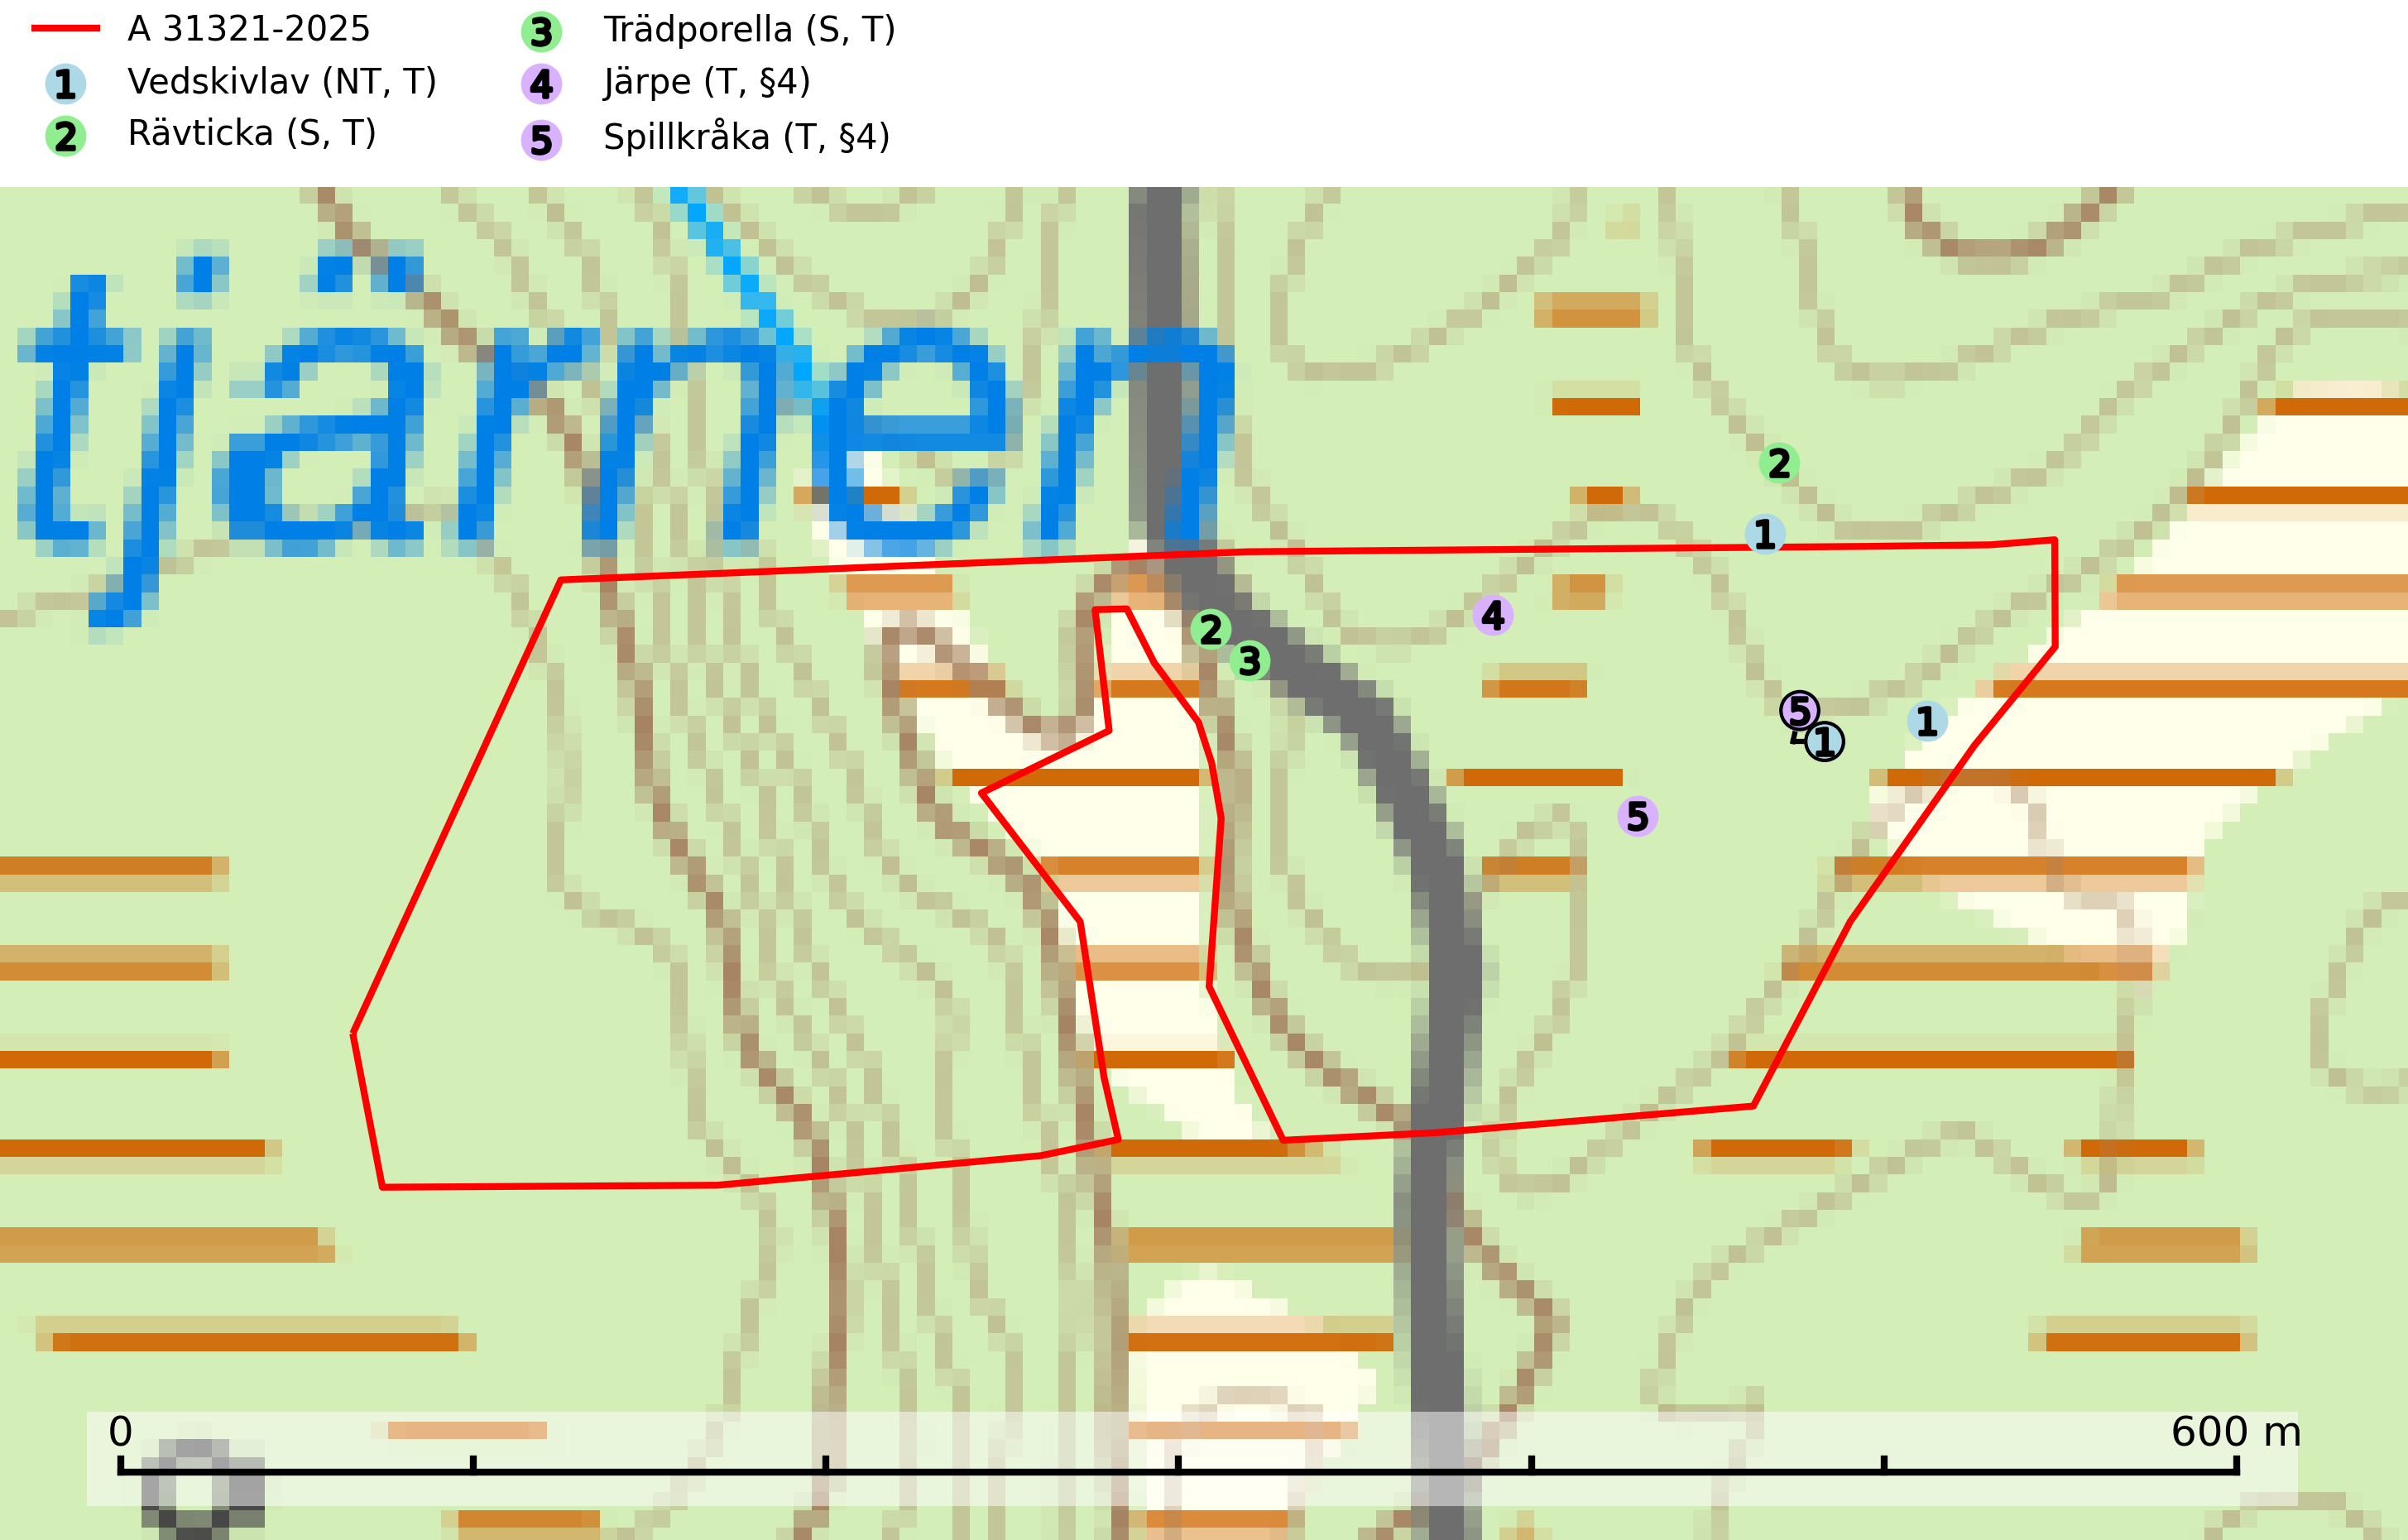 A 31321-2025
1 Vedskivlav (NT, T)
2 Rävticka (S, T)
3 Trädporella (S, T)
4 Järpe (T, §4)
5 Spillkråka (T, §4)
tjärnen
2
1
4
2
3
5
1
1
5
0
600 m